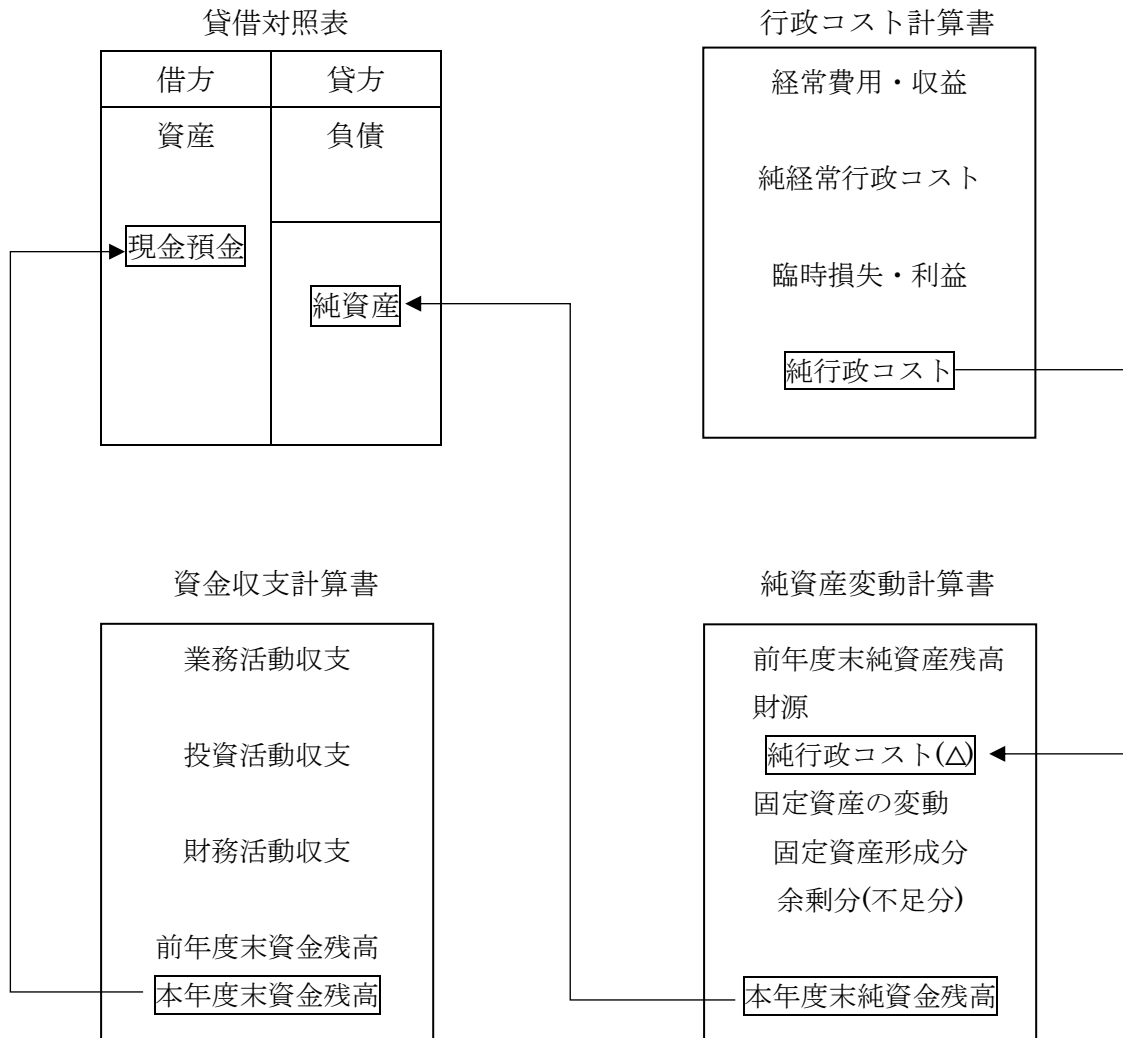 貸借対照表
借方
貸方
資産
負債
現金預金
純資産
行政コスト計算書
経常費用・収益
純経常行政コスト
臨時損失・利益
純行政コスト
資金収支計算書
業務活動収支
投資活動収支
財務活動収支
前年度末資金残高
本年度末資金残高
純資産変動計算書
前年度末純資産残高
財源
純行政コスト(△)
固定資産の変動
固定資産形成分
余剰分(不足分)
本年度末純資金残高